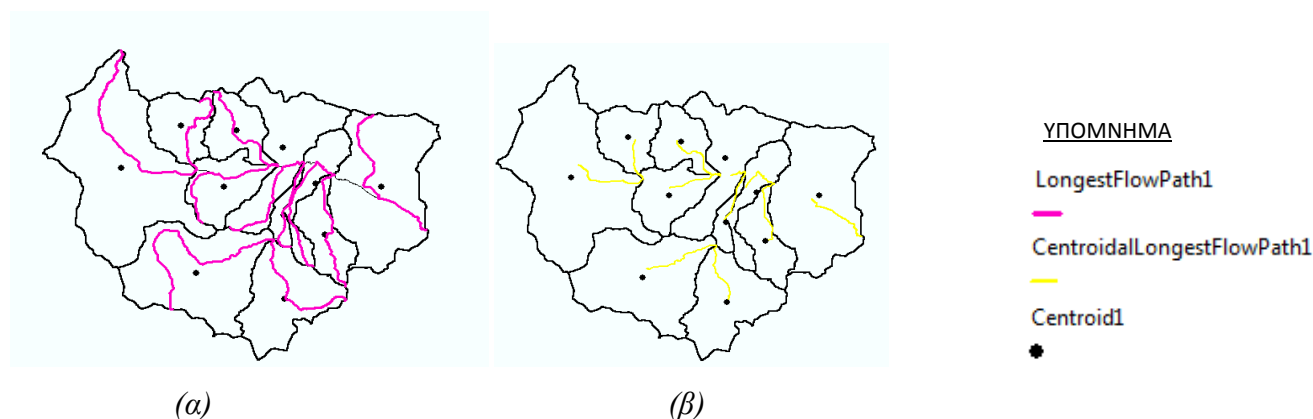 ΥΠΟΜΝΗΜΑ
LongestFlowPath1
CentroidalLongestFlowPath1
Centroid1
(α)
(β)